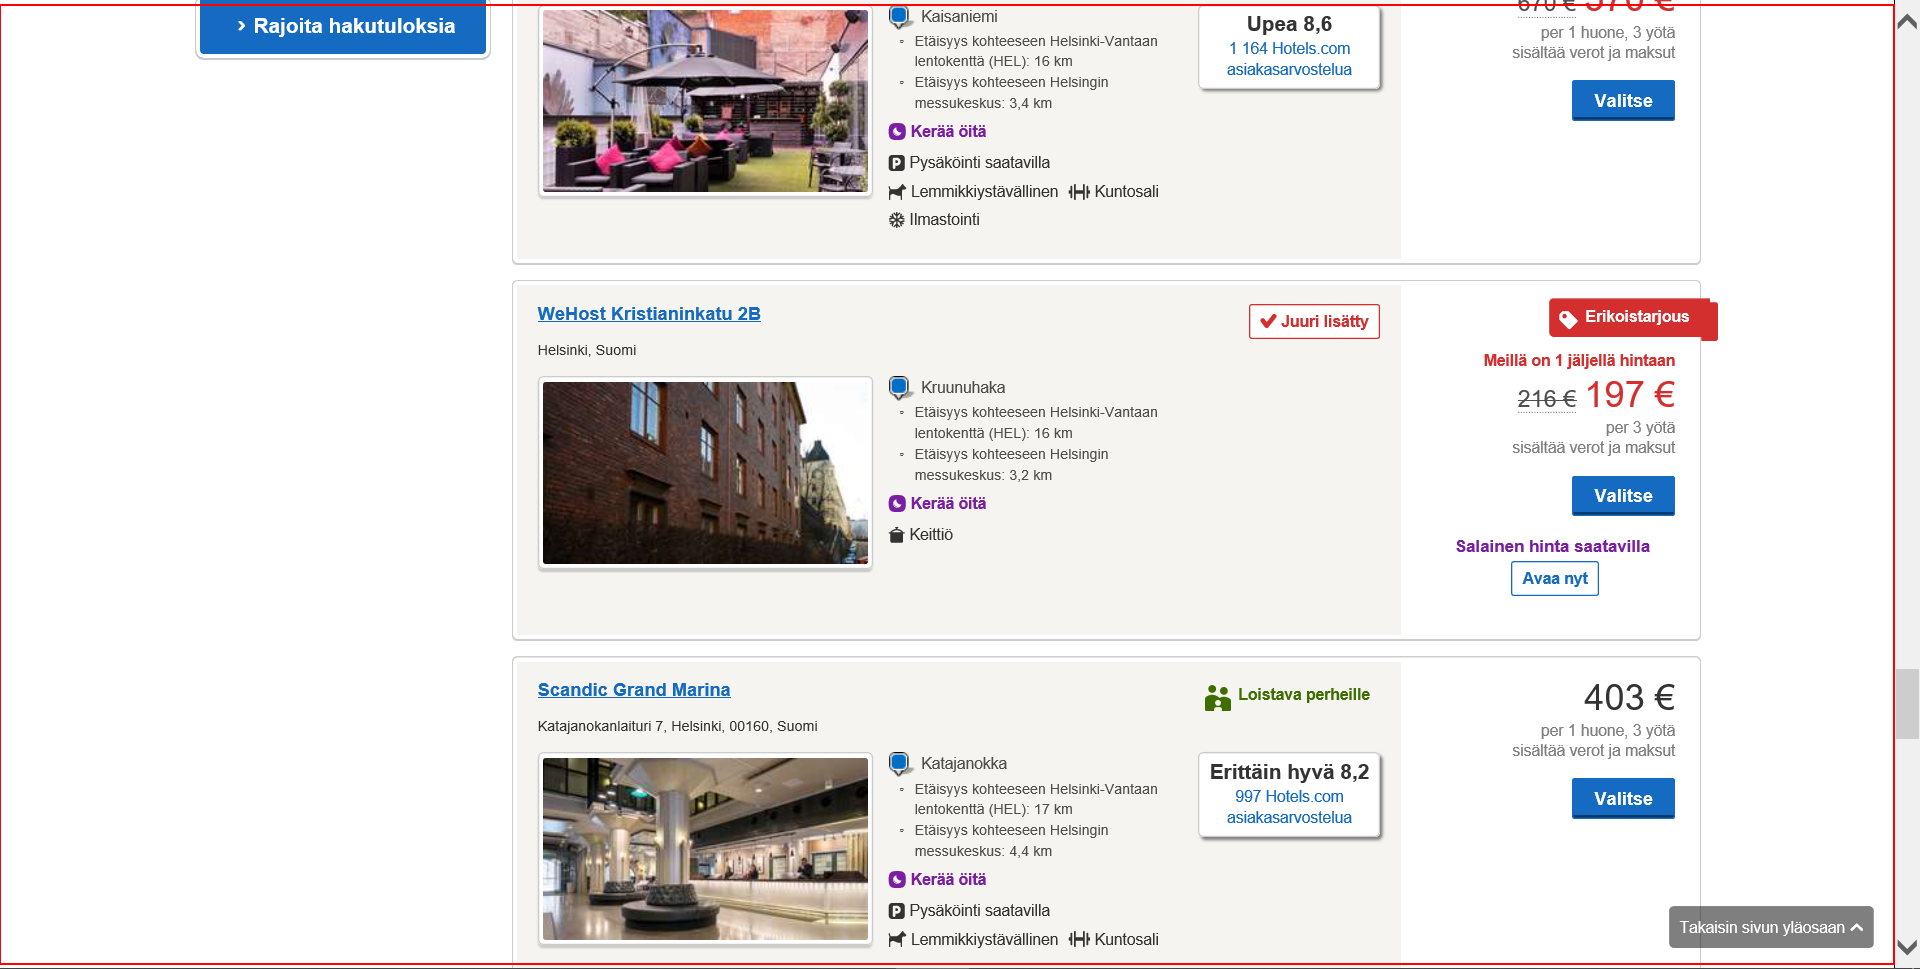 Rajoita hakutuloksia
Kaisaniemi
Etäisyys kohteeseen Helsinki-Vantaan
lentokenttä (HEL): 16 km
Etäisyys kohteeseen Helsingin
messukeskus: 3,4 km
Kerää öitä
Pysäköinti saatavilla
Lemmikkiystävällinen Kuntosali
Ilmastointi
Upea 8,6
1 164 Hotels.com
asiakasarvostelua
per 1 huone, 3 yötä
sisältää verot ja maksut
Valitse
WeHost Kristianinkatu 2B
Helsinki, Suomi
Juuri lisätty
Kruunuhaka
Etäisyys kohteeseen Helsinki-Vantaan
lentokenttä (HEL): 16 km
Etäisyys kohteeseen Helsingin
messukeskus: 3,2 km
Kerää öitä
Keittiö
Erikoistarjous
Meillä on 1 jäljellä hintaan
216 € 197 €
per 3 yötä
sisältää verot ja maksut
Valitse
Salainen hinta saatavilla
Avaa nyt
Scandic Grand Marina
Katajanokanlaituri 7, Helsinki, 00160, Suomi
Loistava perheille
Katajanokka
Etäisyys kohteeseen Helsinki-Vantaan
lentokenttä (HEL): 17 km
Etäisyys kohteeseen Helsingin
messukeskus: 4,4 km
Kerää öitä
Pysäköinti saatavilla
Lemmikkiystävällinen Kuntosali
Erittäin hyvä 8,2
997 Hotels.com
asiakasarvostelua
403 €
per 1 huone, 3 yötä
sisältää verot ja maksut
Valitse
Takaisin sivun yläosaan